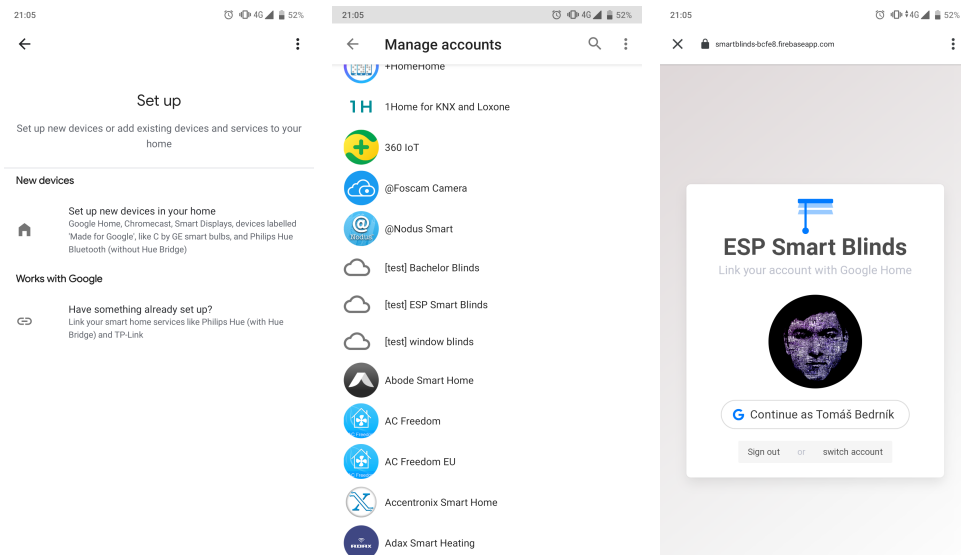 21:05
4G
52%
Set up
Set up new devices or add existing devices and services to your
home
New devices
Set up new devices in your home
Google Home, Chromecast, Smart Displays, devices labelled
'Made for Google', like C by GE smart bulbs, and Philips Hue
Bluetooth (without Hue Bridge)
Works with Google
Have something already set up?
Link your smart home services like Philips Hue (with Hue
Bridge) and TP-Link
21:05
4G
52%
Manage accounts
+HomeHome
1H
1Home for KNX and Loxone
360 IoT
@Foscam Camera
@
Nodus
@Nodus Smart
[test] Bachelor Blinds
[test] ESP Smart Blinds
[test] window blinds
Abode Smart Home
AC Freedom
AC Freedom
AC Freedom EU
Accentronix Smart Home
ADAX
Adax Smart Heating
21:05
4G
52%
smartblinds-bcfe8.firebaseapp.com
ESP Smart Blinds
Link your account with Google Home
G Continue as Tomáš Bedrník
Sign out or switch account